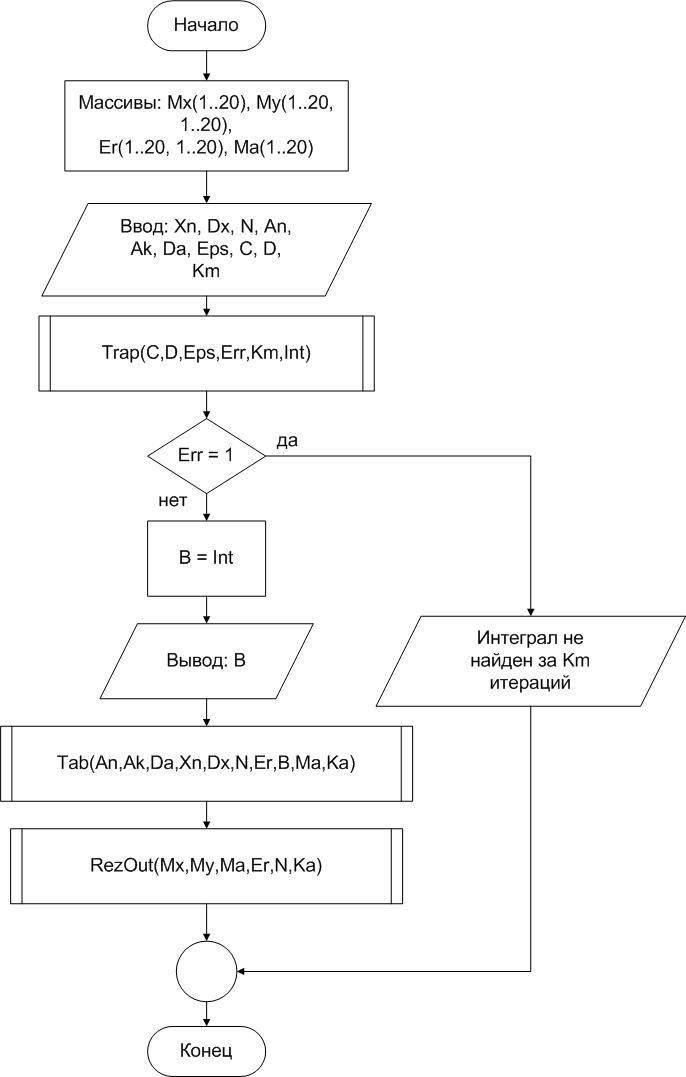 Начало
Массивы: Mx(1..20), My(1..20,
1..20),
Er(1..20, 1..20), Ma(1..20)
Ввод: Xn, Dx, N, An,
Ak, Da, Eps, C, D,
Km
Trap(C,D,Eps,Err,Km,Int)
Err = 1
да
нет
B = Int
Вывод: B
Интеграл не
найден за Km
итераций
Tab(An,Ak,Da,Xn,Dx,N,Er,B,Ma,Ka)
RezOut(Mx,My,Ma,Er,N,Ka)
Конец